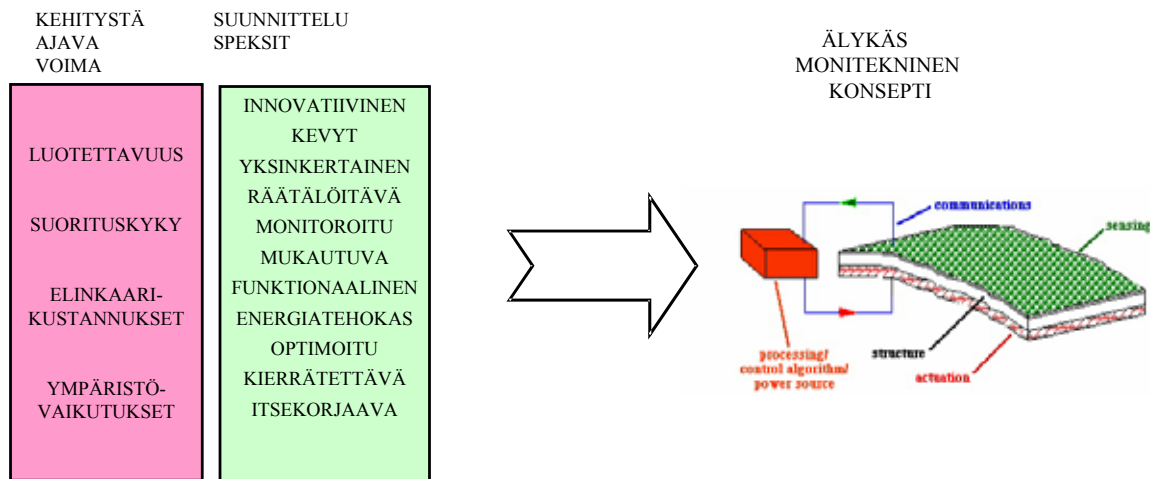 KEHITYSTÄ
AJAVA
VOIMA
SUUNNITTELU
SPEKSIT
LUOTETTAVUUS
SUORITUSKYKY
ELINKAARI-
KUSTANNUKSET
YMPÄRISTÖ-
VAIKUTUKSET
INNOVATIIVINEN
KEVYT
YKSINKERTAINEN
RÄÄTÄLÖITÄVÄ
MONITOROITU
MUKAUTUVA
FUNKTIONAALINEN
ENERGIATEHOKAS
OPTIMOITU
KIERRÄTETTÄVÄ
ITSEKORJAAVA
ÄLYKÄS
MONITEKNINEN
KONSEPTI
communications
sensing
structure
actuation
processing/
control algorithm/
power source